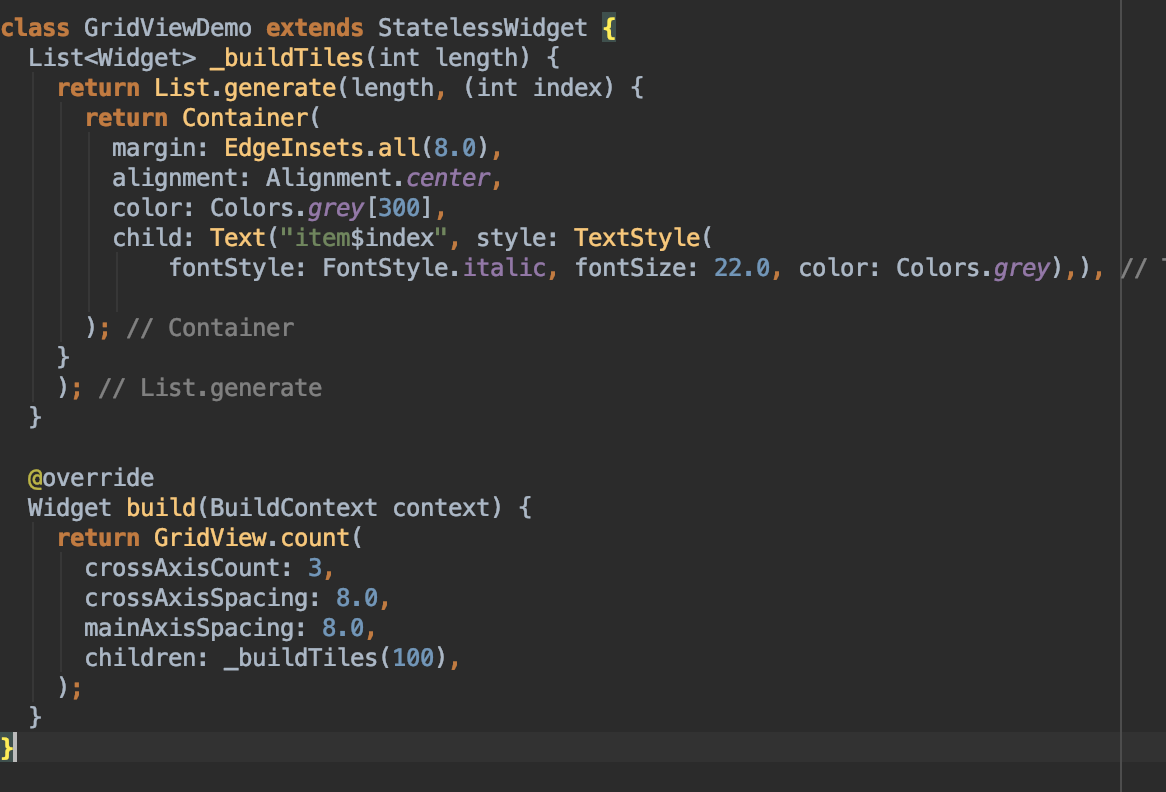 class GridViewDemo extends StatelessWidget {
  List<Widget> _buildTiles(int length) {
    return List.generate(length, (int index) {
      return Container(
        margin: EdgeInsets.all(8.0),
        alignment: Alignment.center,
        color: Colors.grey[300],
        child: Text("item$index", style: TextStyle(
            fontStyle: FontStyle.italic, fontSize: 22.0, color: Colors.grey),), //
      ); // Container
    }
    ); // List.generate
  }
  @override
  Widget build(BuildContext context) {
    return GridView.count(
      crossAxisCount: 3,
      crossAxisSpacing: 8.0,
      mainAxisSpacing: 8.0,
      children: _buildTiles(100),
    );
  }
}